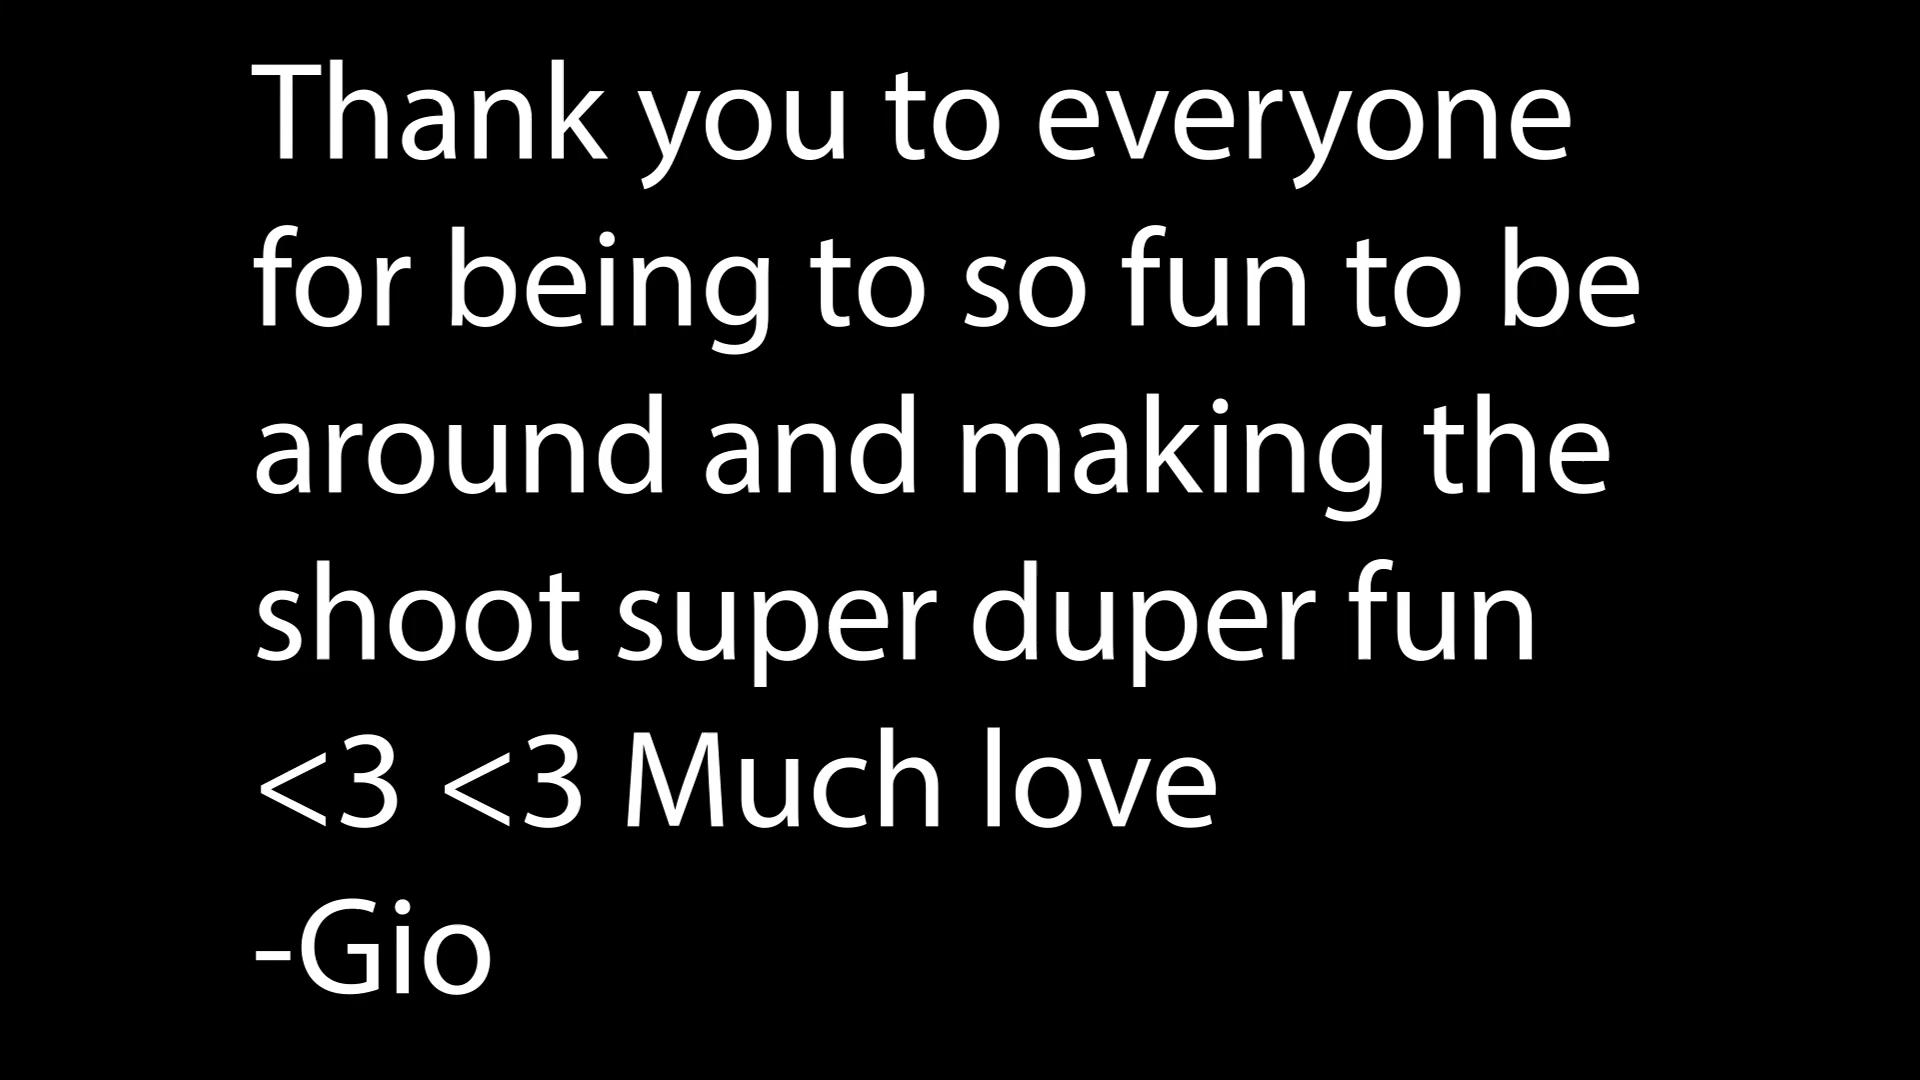 Thank you to everyone
for being to so fun to be
around and making the
shoot super duper fun
<3 <3 Much love
-Gio